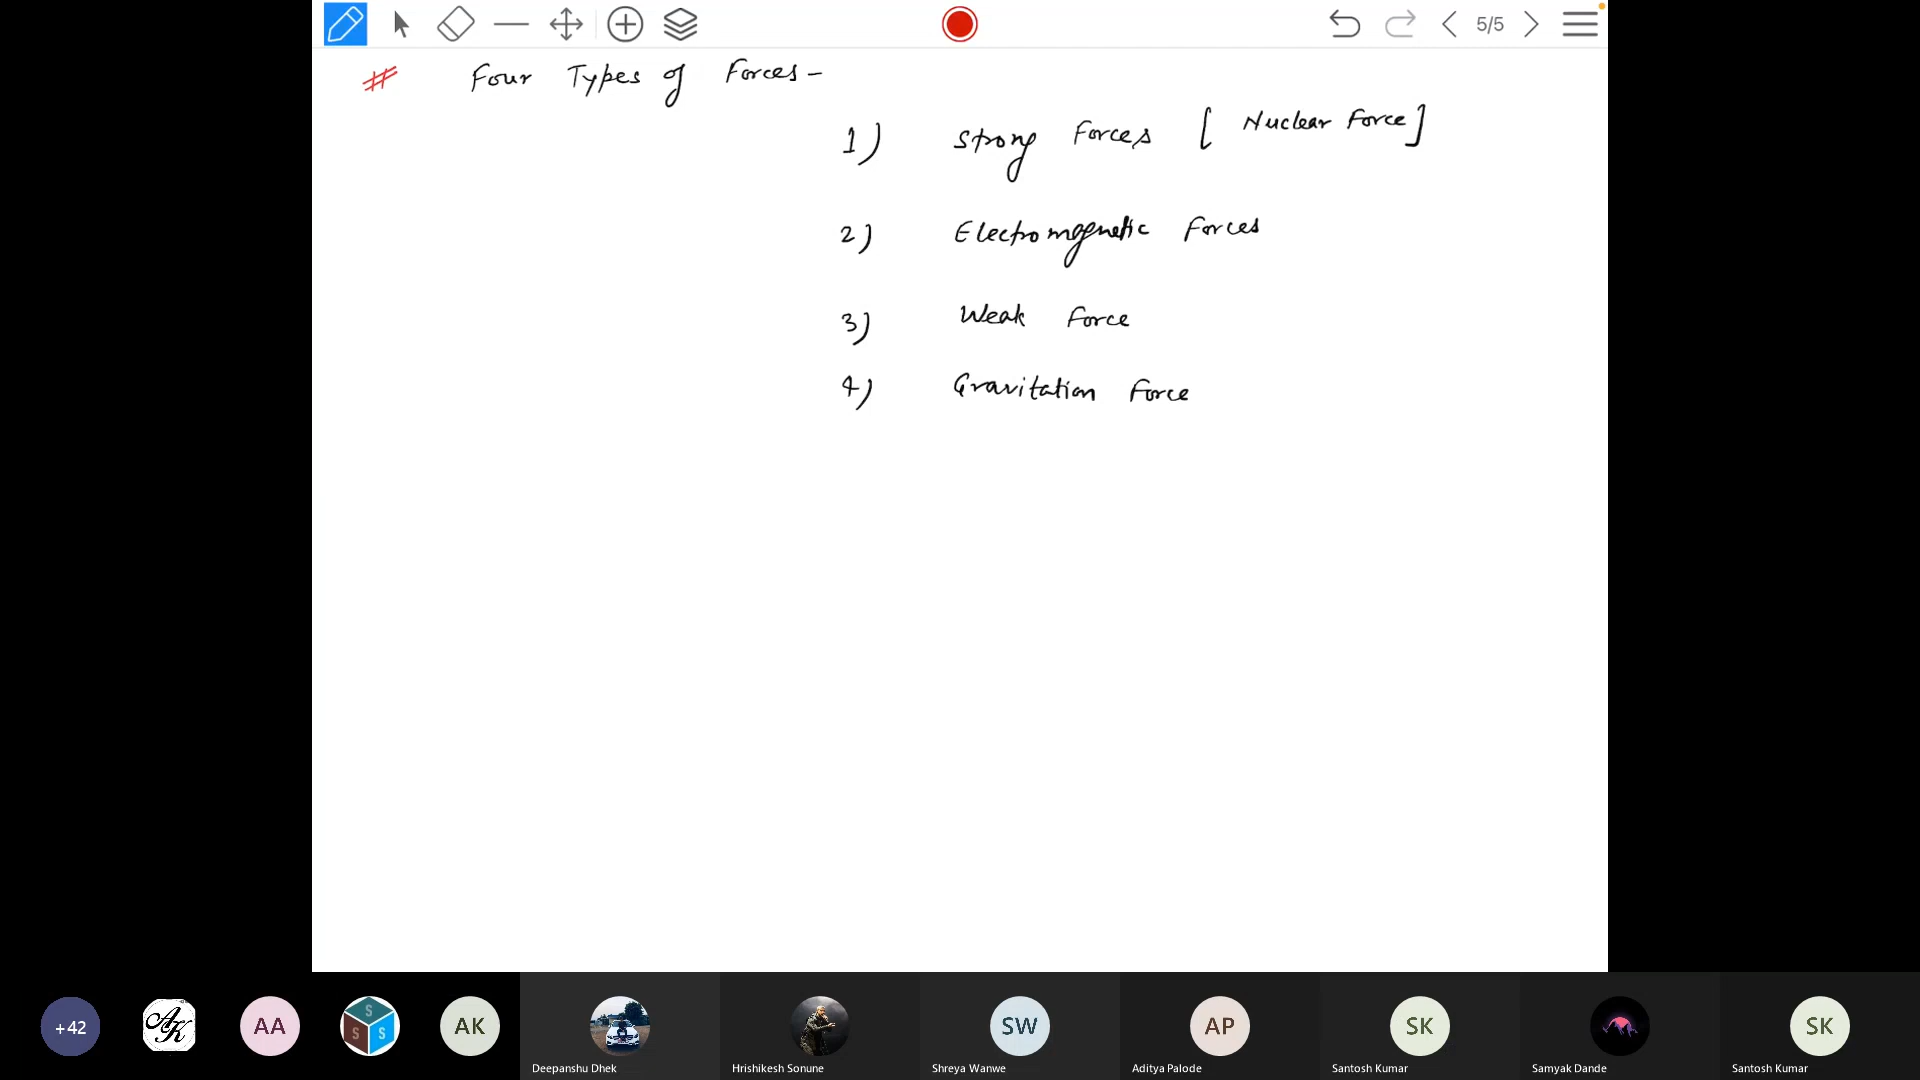 5/5
# Four Types of Forces -
1) Strong Forces [ Nuclear Force ]
2) Electromagnetic Forces
3) Weak Force
4) Gravitation Force
+42
AK
AA
S
S S
AK
SW
AP
SK
SK
Deepanshu Dhek
Hrishikesh Sonune
Shreya Wanwe
Aditya Palode
Santosh Kumar
Samyak Dande
Santosh Kumar